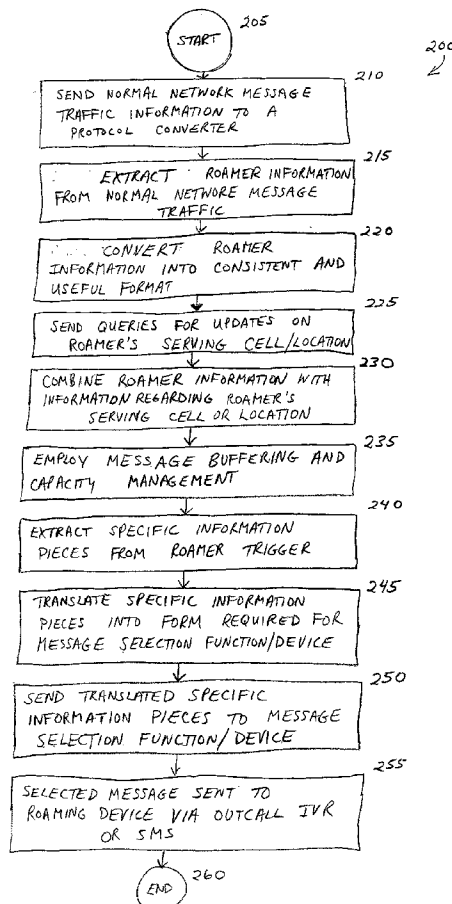 205
START
200
210
SEND NORMAL NETWORK MESSAGE
TRAFFIC INFORMATION TO A
PROTOCOL CONVERTER
215
EXTRACT ROAMER INFORMATION
FROM NORMAL NETWORE MESSAGE
TRAFFIC
220
CONVERT ROAMER
INFORMATION INTO CONSISTENT AND
USEFUL FORMAT
225
SEND QUERIES FOR UPDATES ON
ROAMER'S SERVING CELL/LOCATION
230
COMBINE ROAMER INFORMATION WITH
INFORMATION REGARDING ROAMER'S
SERVING CELL OR LOCATION
235
EMPLOY MESSAGE BUFFERING AND
CAPACITY MANAGEMENT
240
EXTRACT SPECIFIC INFORMATION
PIECES FROM ROAMER TRIGGER
245
TRANSLATE SPECIFIC INFORMATION
PIECES INTO FORM REQUIRED FOR
MESSAGE SELECTION FUNCTION/DEVICE
250
SEND TRANSLATED SPECIFIC
INFORMATION PIECES TO MESSAGE
SELECTION FUNCTION/DEVICE
255
SELECTED MESSAGE SENT TO
ROAMING DEVICE VIA OUTCALL IVR
OR SMS
260
END